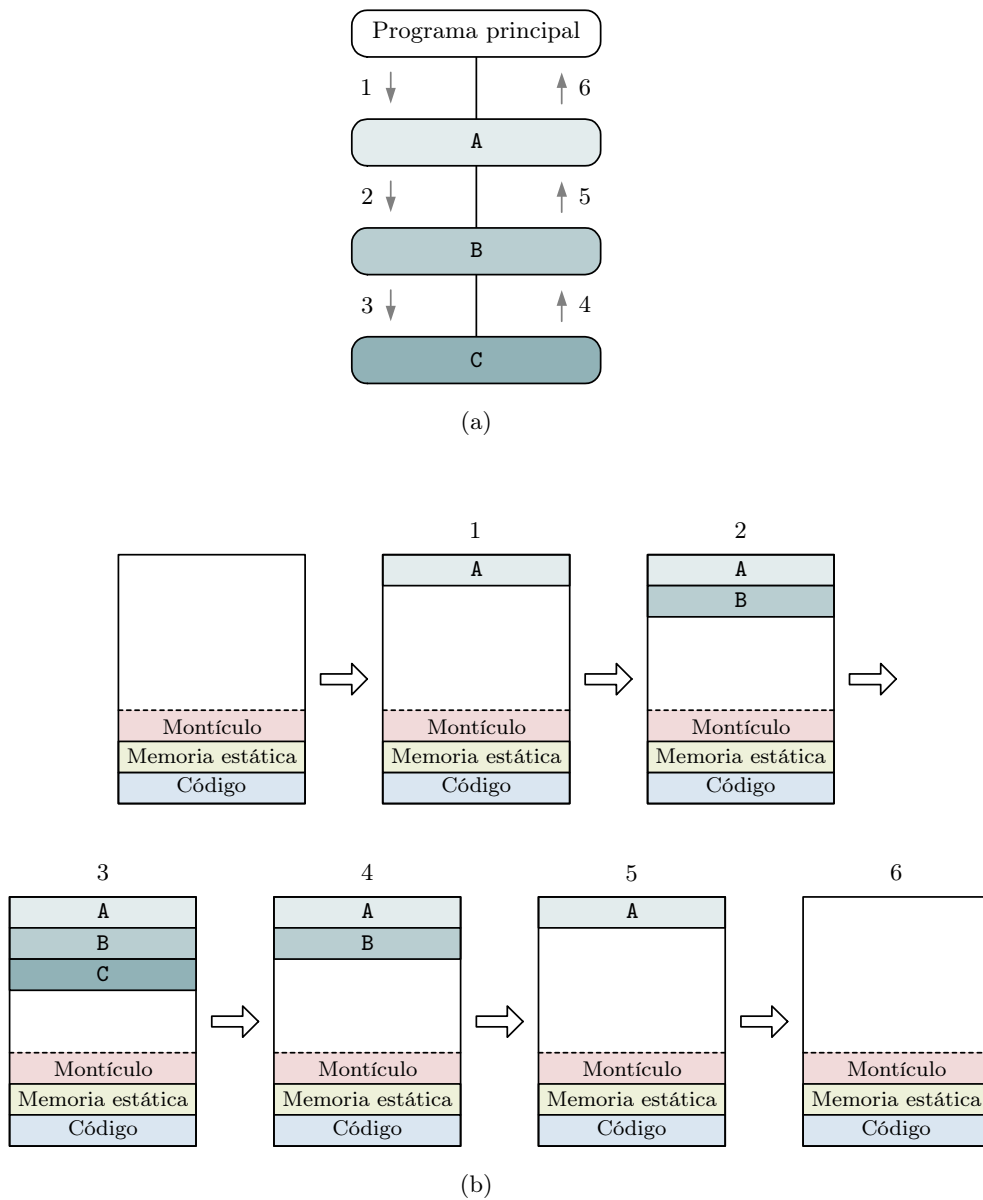 Programa principal
1 6
A
2 5
B
3 4
C
(a)
1 2
A A
B
Montículo Montículo Montículo
Memoria estática Memoria estática Memoria estática
Código Código Código
3 4 5 6
A A A
B B
C
Montículo Montículo Montículo Montículo
Memoria estática Memoria estática Memoria estática Memoria estática
Código Código Código Código
(b)